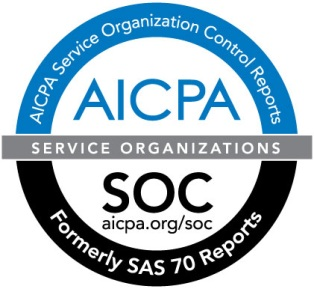 AICPA Service Organization Control Reports
AICPA
SERVICE ORGANIZATIONS
SOC
aicpa.org/soc
Formerly SAS 70 Reports